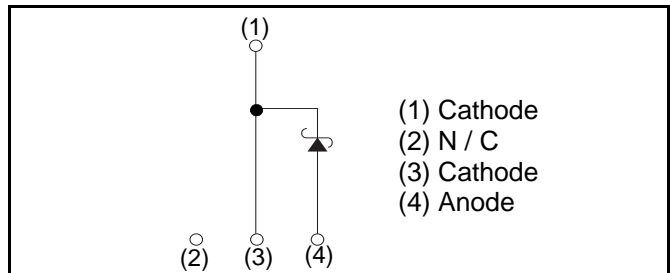 (1)
(1) Cathode
(2) N / C
(3) Cathode
(4) Anode
(2) (3) (4)